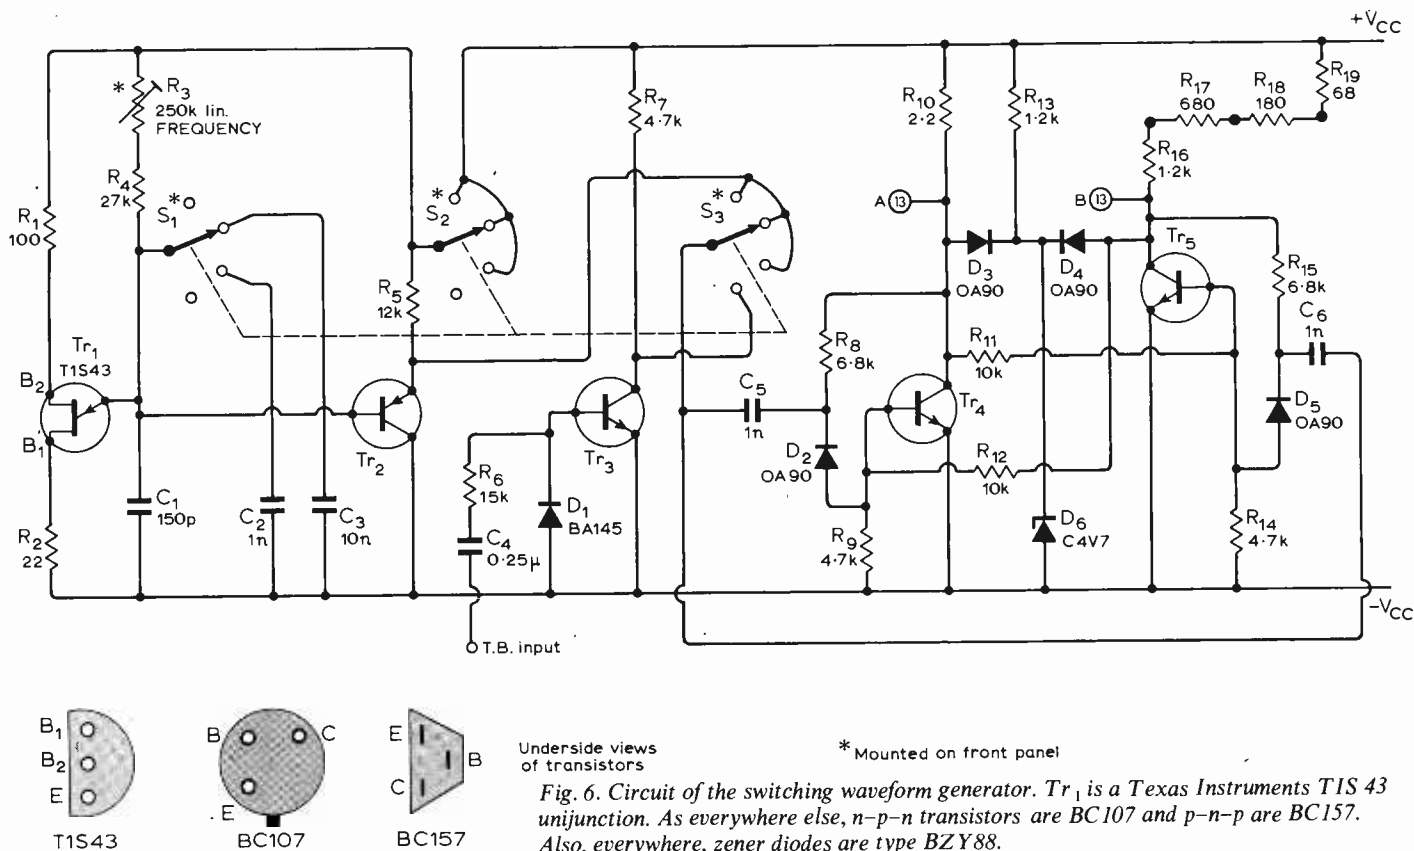 +VCC
* R3
250k lin.
FREQUENCY
R4
27k
R1
100
S1
*
S2
*
S3
*
R7
4·7k
R10
2·2
R13
1·2k
R17
680
R18
180
R19
68
R16
1·2k
A 13
B 13
Tr5
D3
OA90
D4
OA90
R15
6·8k
C6
1n
R5
12k
Tr1
T1S43
B2
B1
R8
6·8k
R11
10k
Tr4
C5
1n
D5
OA90
Tr2
Tr3
D2
OA90
R12
10k
R6
15k
C1
150p
C2
1n
C3
10n
D1
BA145
C4
0·25μ
R2
22
R9
4·7k
D6
C4V7
R14
4·7k
−VCC
T.B. input
B1
B2
E
T1S43
B
C
E
BC107
E
B
C
BC157
Underside views
of transistors
* Mounted on front panel
Fig. 6. Circuit of the switching waveform generator. Tr1 is a Texas Instruments TIS 43
unijunction. As everywhere else, n–p–n transistors are BC107 and p–n–p are BC157.
Also, everywhere, zener diodes are type BZY88.